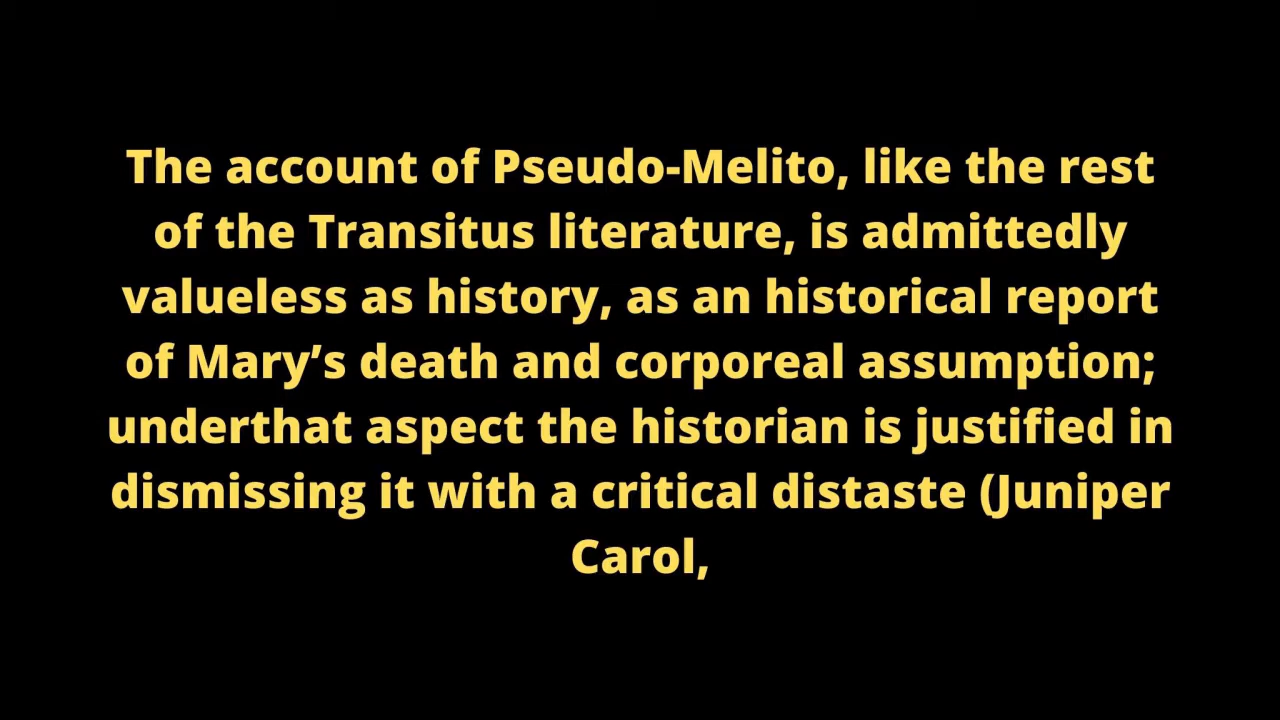 The account of Pseudo-Melito, like the rest
of the Transitus literature, is admittedly
valueless as history, as an historical report
of Mary’s death and corporeal assumption;
underthat aspect the historian is justified in
dismissing it with a critical distaste (Juniper
Carol,